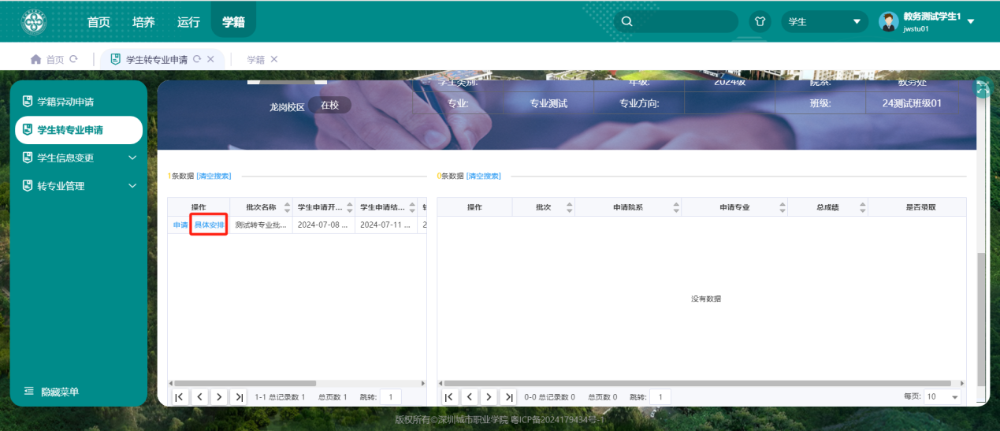 首页 培养 运行 学籍 学生 教务测试学生1
jwstu01
首页 学生转专业申请 学籍
学籍异动申请
学生转专业申请
学生信息变更
转专业管理
隐藏菜单
学生类别: 年级: 2024级 院系: 教务处
龙岗校区 在校
专业: 专业测试 专业方向: 班级: 24测试班级01
1条数据 [清空搜索]
操作 批次名称 学生申请开... 学生申请结...
申请 具体安排 测试转专业批... 2024-07-08 ... 2024-07-11 ... 2
1-1 总记录数 1 总页数 1 跳转: 1
0条数据 [清空搜索]
操作 批次 申请院系 申请专业 总成绩 是否录取
没有数据
0-0 总记录数 0 总页数 0 跳转: 1 每页: 10
版权所有©深圳城市职业学院 粤ICP备2024179434号-1